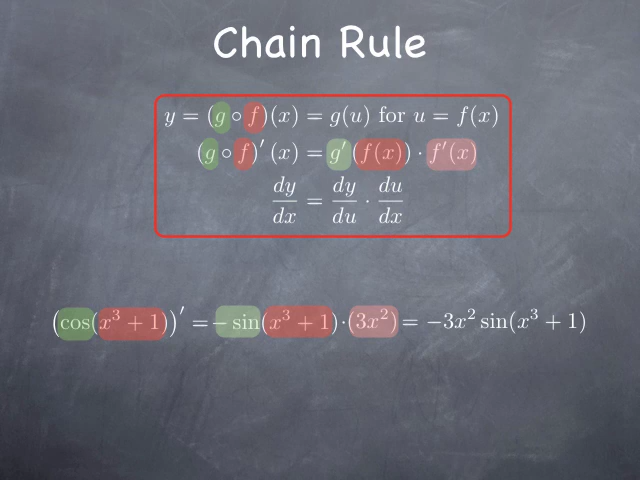 Chain Rule
y = (g ∘ f)(x) = g(u) for u = f(x)
(g ∘ f)′ (x) = g′(f(x)) · f′(x)
dy/dx = dy/du · du/dx
(cos(x³ + 1))′ = − sin(x³ + 1) · (3x²) = −3x² sin(x³ + 1)